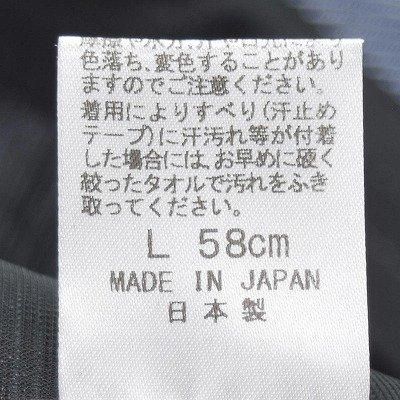 色落ち、変色することがあり
ますのでご注意ください。
着用によりすべり(汗止め
テープ)に汗汚れ等が付着
した場合には、お早めに硬く
絞ったタオルで汚れをふき
取ってください。
L 58cm
MADE IN JAPAN
日本製